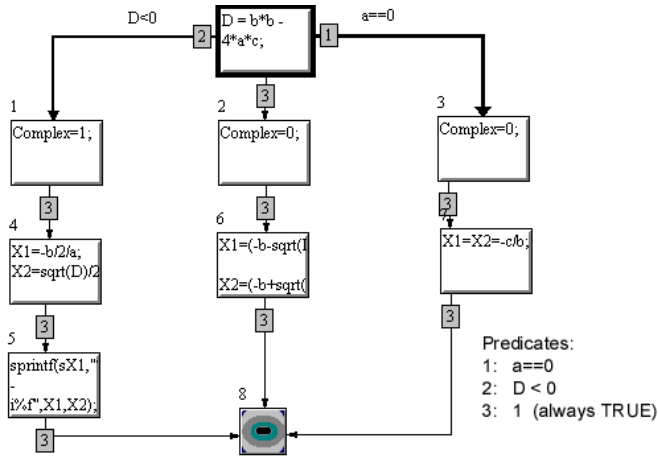 D<0
D = b*b -
4*a*c;
a==0
2
1
3
1
2
3
Complex=1;
Complex=0;
Complex=0;
3
3
3
4
6
7
X1=-b/2/a;
X2=sqrt(D)/2
X1=(-b-sqrt(
X2=(-b+sqrt(
X1=X2=-c/b;
3
3
3
5
sprintf(sX1,"
-
i%f",X1,X2);
8
3
Predicates:
1: a==0
2: D < 0
3: 1 (always TRUE)